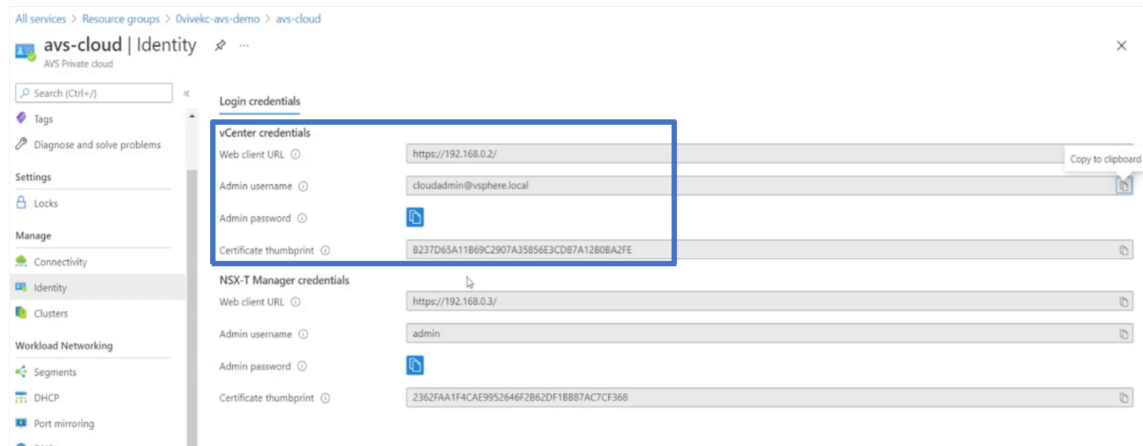 All services > Resource groups > 0vivekc-avs-demo > avs-cloud
avs-cloud | Identity
AVS Private cloud
Search (Ctrl+/)
Tags
Diagnose and solve problems
Settings
Locks
Manage
Connectivity
Identity
Clusters
Workload Networking
Segments
DHCP
Port mirroring
Login credentials
vCenter credentials
Web client URL
https://192.168.0.2/
Copy to clipboard
Admin username
cloudadmin@vsphere.local
Admin password
Certificate thumbprint
B237D65A11B69C2907A35856E3CDB7A12B0BA2FE
NSX-T Manager credentials
Web client URL
https://192.168.0.3/
Admin username
admin
Admin password
Certificate thumbprint
2362FAA1F4CAE9952646F2B62DF1BB87AC7CF368